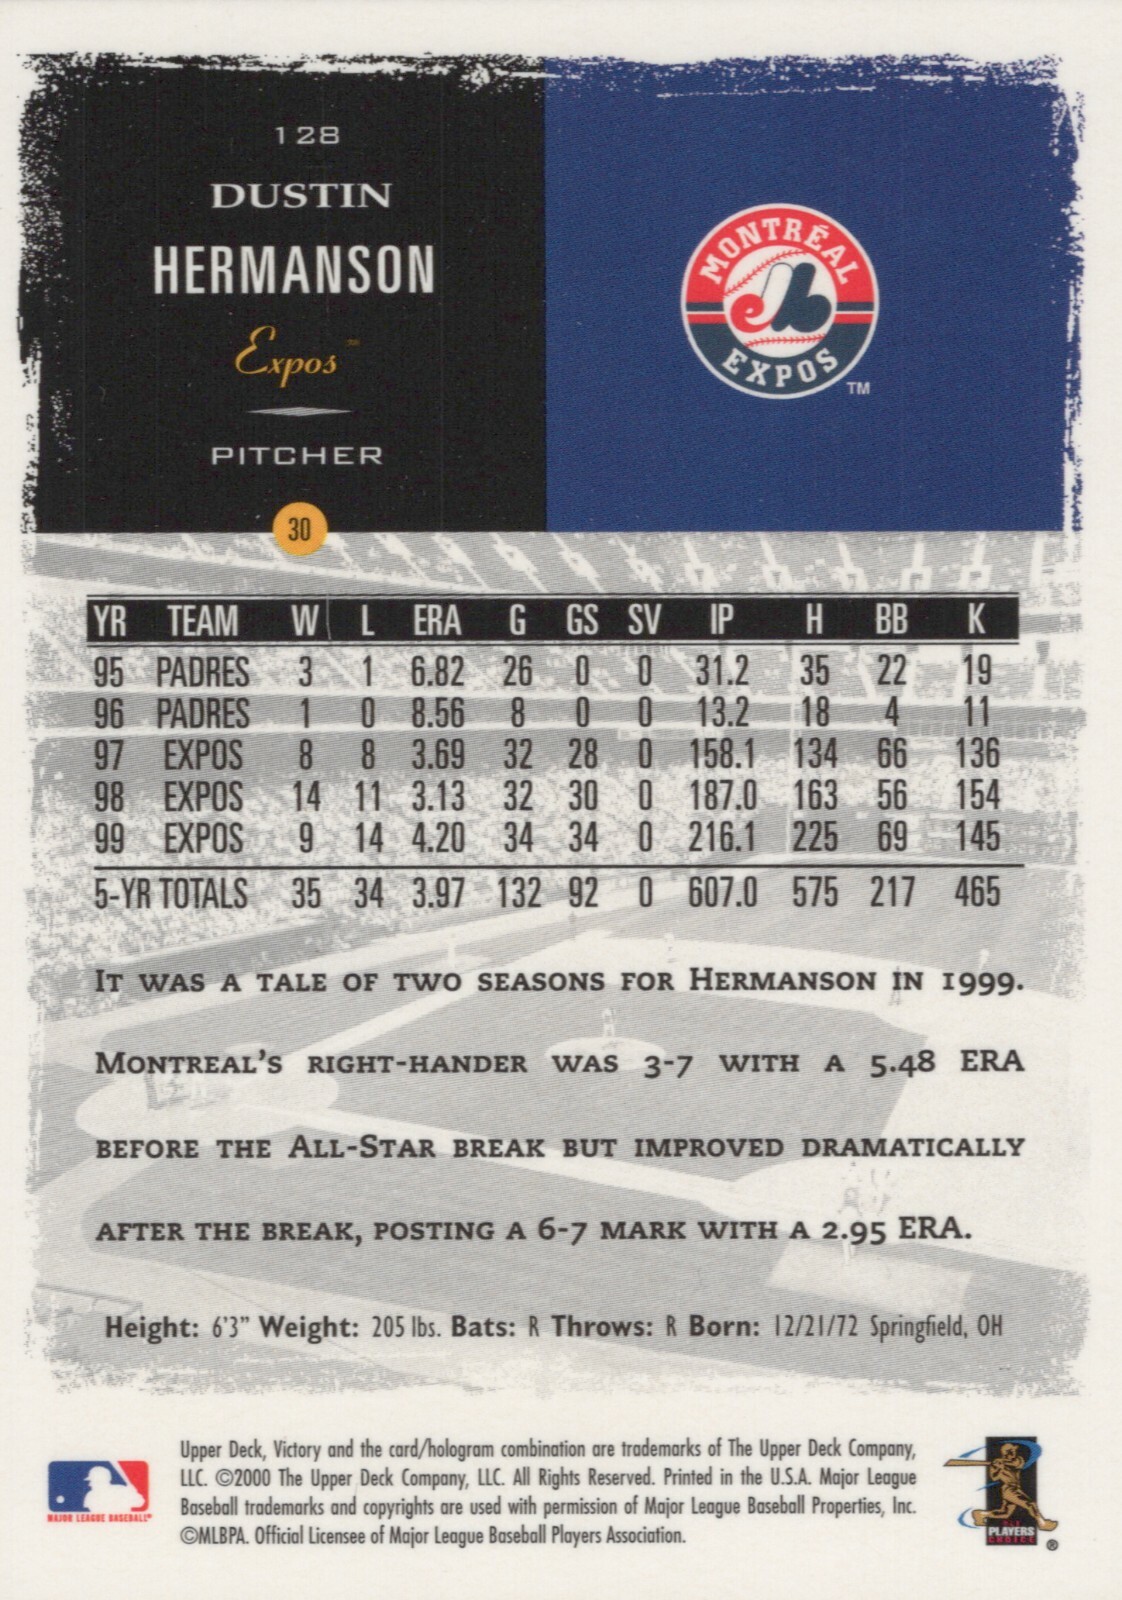 128
DUSTIN
HERMANSON
Expos™
PITCHER
MONTRÉAL
EXPOS
TM
30
YR TEAM W L ERA G GS SV IP H BB K
95 PADRES 3 1 6.82 26 0 0 31.2 35 22 19
96 PADRES 1 0 8.56 8 0 0 13.2 18 4 11
97 EXPOS 8 8 3.69 32 28 0 158.1 134 66 136
98 EXPOS 14 11 3.13 32 30 0 187.0 163 56 154
99 EXPOS 9 14 4.20 34 34 0 216.1 225 69 145
5-YR TOTALS 35 34 3.97 132 92 0 607.0 575 217 465
It was a tale of two seasons for Hermanson in 1999.
Montreal's right-hander was 3-7 with a 5.48 ERA
before the All-Star break but improved dramatically
after the break, posting a 6-7 mark with a 2.95 ERA.
Height: 6'3" Weight: 205 lbs. Bats: R Throws: R Born: 12/21/72 Springfield, OH
Upper Deck, Victory and the card/hologram combination are trademarks of The Upper Deck Company,
LLC. ©2000 The Upper Deck Company, LLC. All Rights Reserved. Printed in the U.S.A. Major League
Baseball trademarks and copyrights are used with permission of Major League Baseball Properties, Inc.
©MLBPA. Official Licensee of Major League Baseball Players Association.
MAJOR LEAGUE BASEBALL®
PLAYERS
CHOICE
®